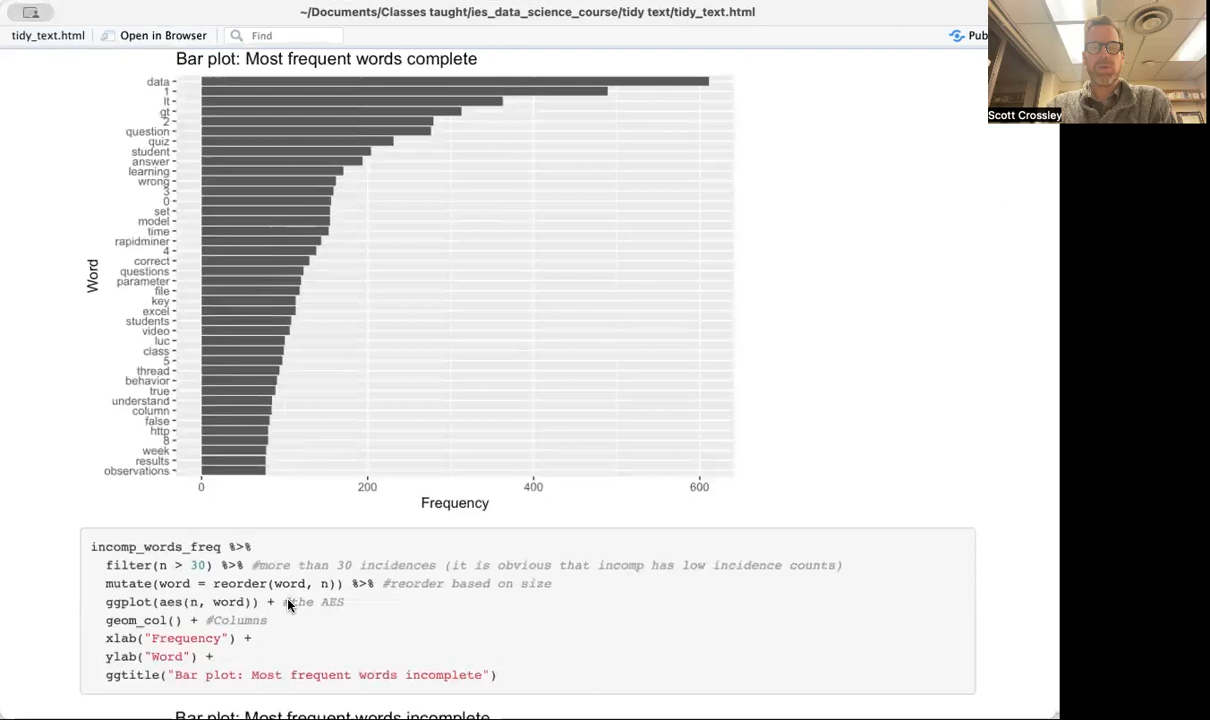 ~/Documents/Classes taught/ies_data_science_course/tidy text/tidy_text.html
tidy_text.html
Open in Browser
Find
Pub
Scott Crossley
Bar plot: Most frequent words complete
data
1
lt
gt
2
question
quiz
student
answer
learning
wrong
3
0
set
model
time
rapidminer
4
correct
questions
parameter
file
key
excel
students
video
luc
class
5
thread
behavior
true
understand
column
false
http
8
week
results
observations
Word
0 200 400 600
Frequency
incomp_words_freq %>%
filter(n > 30) %>% #more than 30 incidences (it is obvious that incomp has low incidence counts)
mutate(word = reorder(word, n)) %>% #reorder based on size
ggplot(aes(n, word)) + #the AES
geom_col() + #Columns
xlab("Frequency") +
ylab("Word") +
ggtitle("Bar plot: Most frequent words incomplete")
Bar plot: Most frequent words incomplete